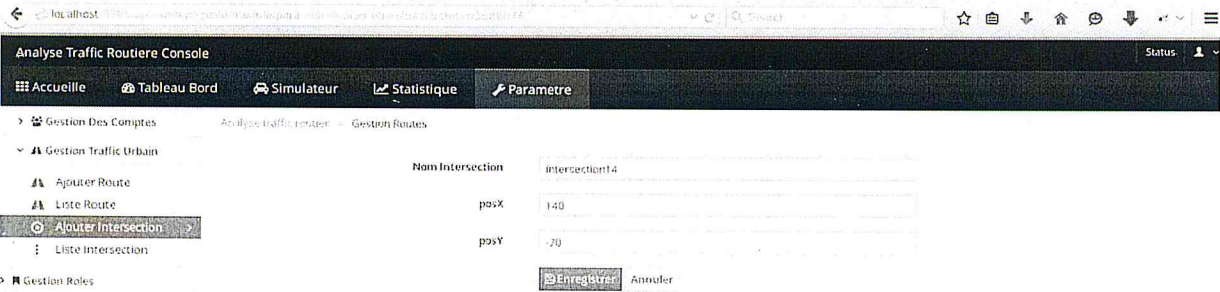 localhost
Search
Analyse Traffic Routiere Console
Status
Accueille
Tableau Bord
Simulateur
Statistique
Parametre
Gestion Des Comptes
Analyse traffic routier
Gestion Routes
Gestion Traffic Urbain
Nom Intersection
intersection14
Ajouter Route
Liste Route
posX
140
Ajouter Intersection
posY
Liste Intersection
Enregistrer
Annuler
Gestion Roles